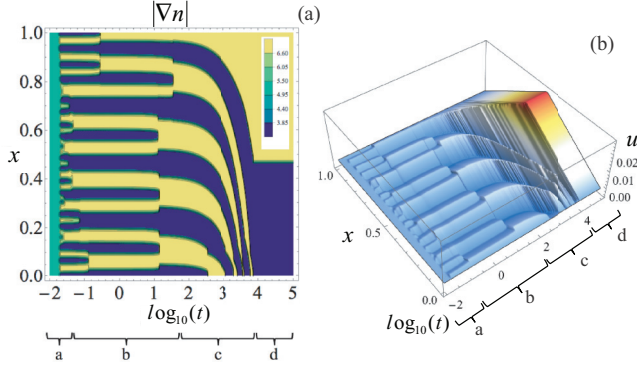 |∇n|
(a)
1.0
0.8
0.6
0.4
0.2
0.0
x
6.60
6.05
5.50
4.95
4.40
3.85
-2
-1
0
1
2
3
4
5
log₁₀(t)
a
b
c
d
(b)
u
0.02
0.01
0.00
1.0
0.5
0.0
x
-2
0
2
4
log₁₀(t)
a
b
c
d